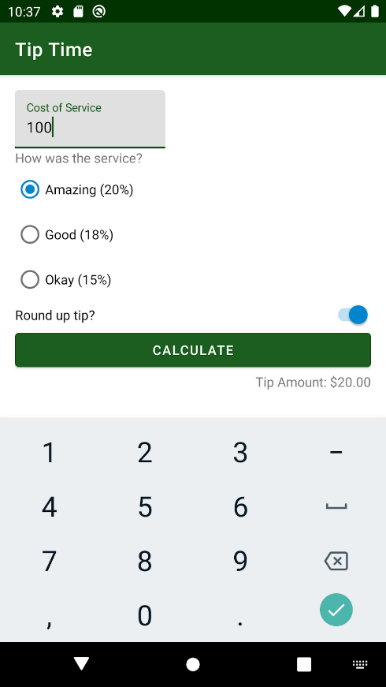 10:37
Tip Time
Cost of Service
100
How was the service?
Amazing (20%)
Good (18%)
Okay (15%)
Round up tip?
CALCULATE
Tip Amount: $20.00
1 2 3 -
4 5 6
7 8 9
, 0 .